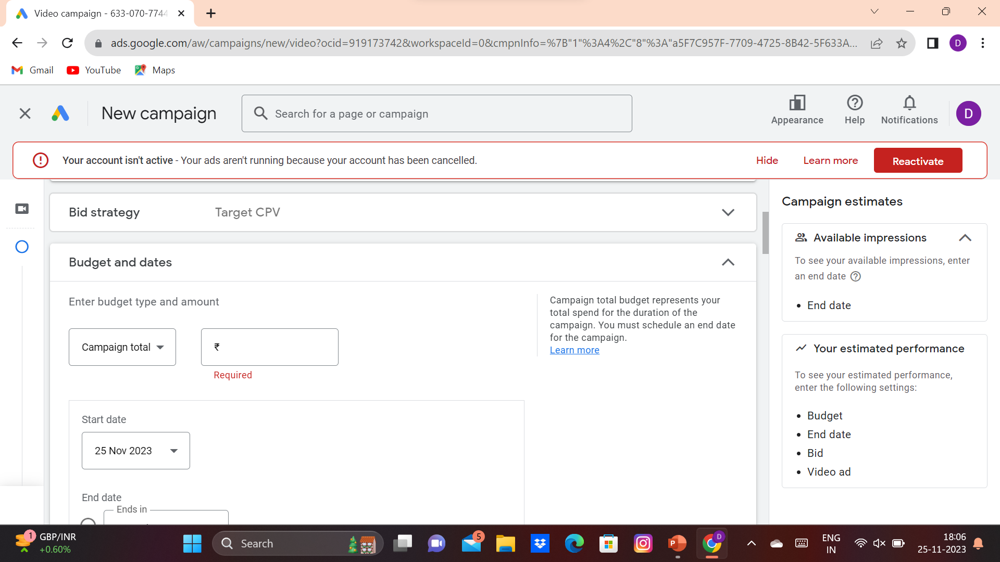 Video campaign - 633-070-7744
ads.google.com/aw/campaigns/new/video?ocid=919173742&workspaceId=0&cmpnInfo=%7B"1"%3A4%2C"8"%3A"a5F7C957F-7709-4725-8B42-5F633A...
D
Gmail
YouTube
Maps
New campaign
Search for a page or campaign
Appearance
Help
Notifications
D
Your account isn't active - Your ads aren't running because your account has been cancelled.
Hide
Learn more
Reactivate
Bid strategy
Target CPV
Budget and dates
Enter budget type and amount
Campaign total
₹
Required
Campaign total budget represents your
total spend for the duration of the
campaign. You must schedule an end date
for the campaign.
Learn more
Start date
25 Nov 2023
End date
Ends in
Campaign estimates
Available impressions
To see your available impressions, enter
an end date
• End date
Your estimated performance
To see your estimated performance,
enter the following settings:
• Budget
• End date
• Bid
• Video ad
1
GBP/INR
+0.60%
Search
5
P
D
ENG
IN
18:06
25-11-2023